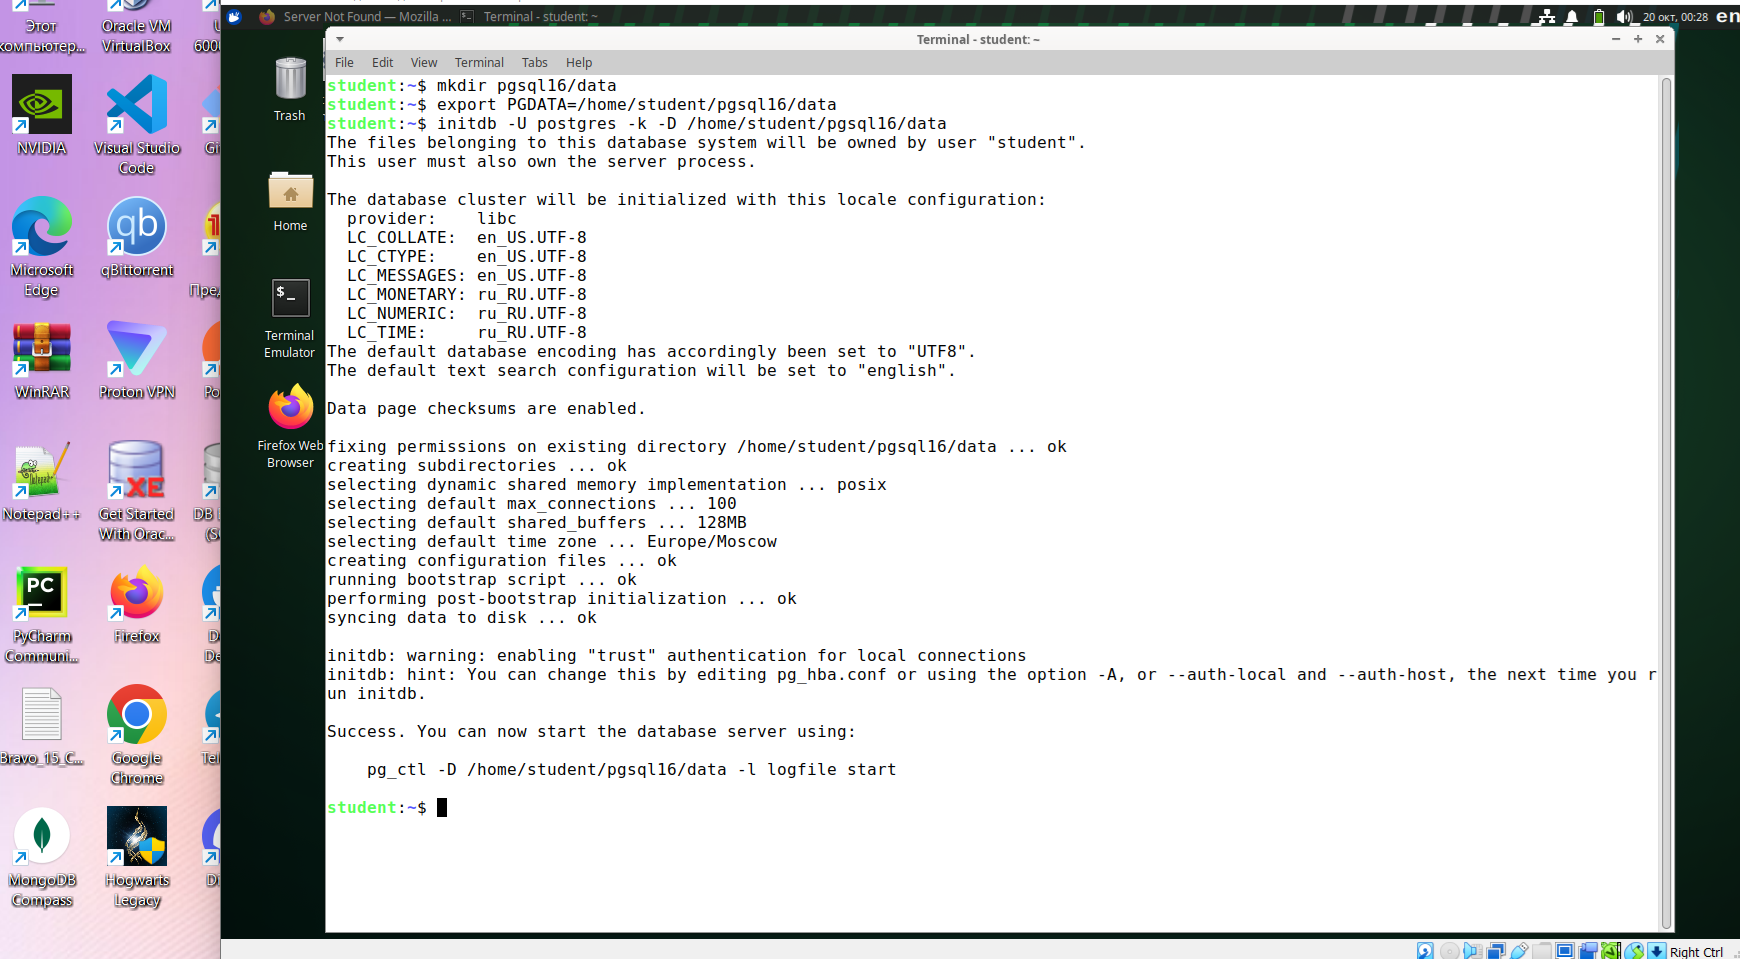 Этот
компьютер...
Oracle VM
VirtualBox
NVIDIA
Visual Studio
Code
Microsoft
Edge
qBittorrent
WinRAR
Proton VPN
Notepad++
Get Started
With Orac...
PyCharm
Communi...
Firefox
Bravo_15_C...
Google
Chrome
MongoDB
Compass
Hogwarts
Legacy
Server Not Found — Mozilla ...
Terminal - student: ~
20 окт, 00:28
en
Trash
Home
Terminal
Emulator
Firefox Web
Browser
Terminal - student: ~
File Edit View Terminal Tabs Help
student:~$ mkdir pgsql16/data
student:~$ export PGDATA=/home/student/pgsql16/data
student:~$ initdb -U postgres -k -D /home/student/pgsql16/data
The files belonging to this database system will be owned by user "student".
This user must also own the server process.
The database cluster will be initialized with this locale configuration:
provider:    libc
LC_COLLATE:  en_US.UTF-8
LC_CTYPE:    en_US.UTF-8
LC_MESSAGES: en_US.UTF-8
LC_MONETARY: ru_RU.UTF-8
LC_NUMERIC:  ru_RU.UTF-8
LC_TIME:     ru_RU.UTF-8
The default database encoding has accordingly been set to "UTF8".
The default text search configuration will be set to "english".
Data page checksums are enabled.
fixing permissions on existing directory /home/student/pgsql16/data ... ok
creating subdirectories ... ok
selecting dynamic shared memory implementation ... posix
selecting default max_connections ... 100
selecting default shared_buffers ... 128MB
selecting default time zone ... Europe/Moscow
creating configuration files ... ok
running bootstrap script ... ok
performing post-bootstrap initialization ... ok
syncing data to disk ... ok
initdb: warning: enabling "trust" authentication for local connections
initdb: hint: You can change this by editing pg_hba.conf or using the option -A, or --auth-local and --auth-host, the next time you r
un initdb.
Success. You can now start the database server using:
pg_ctl -D /home/student/pgsql16/data -l logfile start
student:~$
Right Ctrl